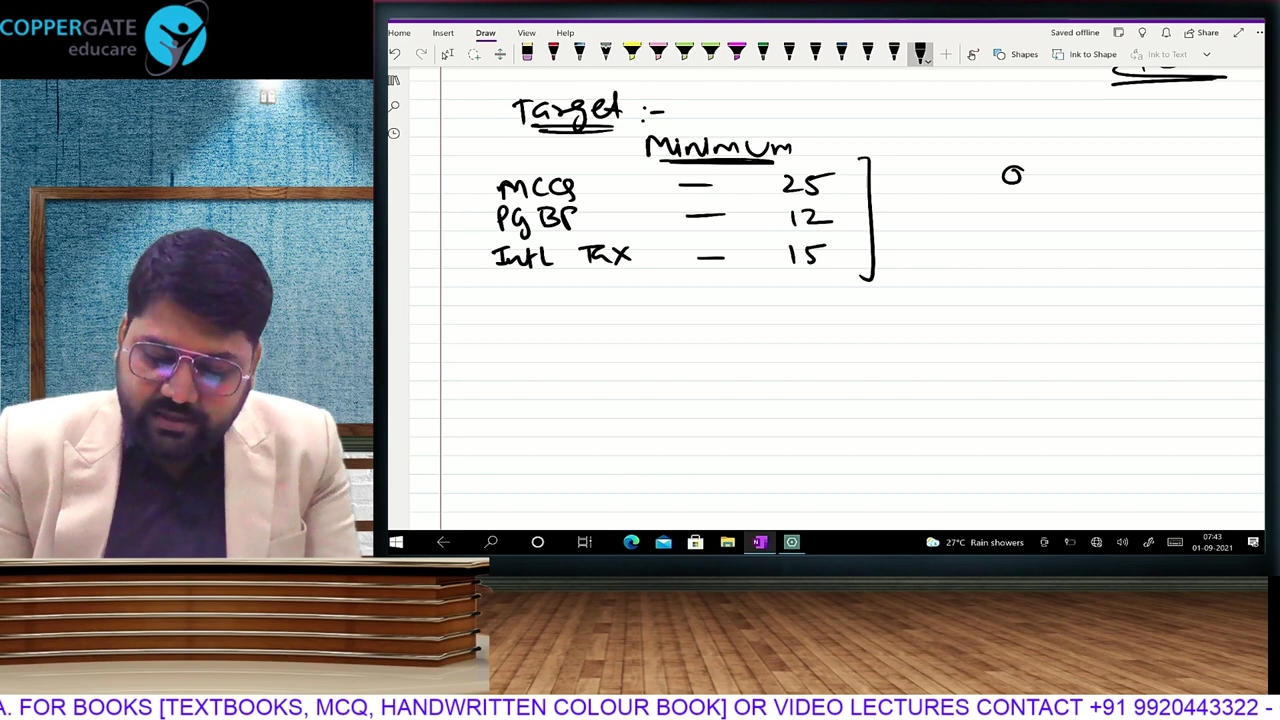 COPPERGATE
educare
Home Insert Draw View Help
Saved offline
Share
Shapes
Ink to Shape
Ink to Text
Target :-
Minimum
MCQ — 25
PGBP — 12
Intl Tax — 15
27°C Rain showers
07:43
01-09-2021
A. FOR BOOKS [TEXTBOOKS, MCQ, HANDWRITTEN COLOUR BOOK] OR VIDEO LECTURES CONTACT +91 9920443322 -